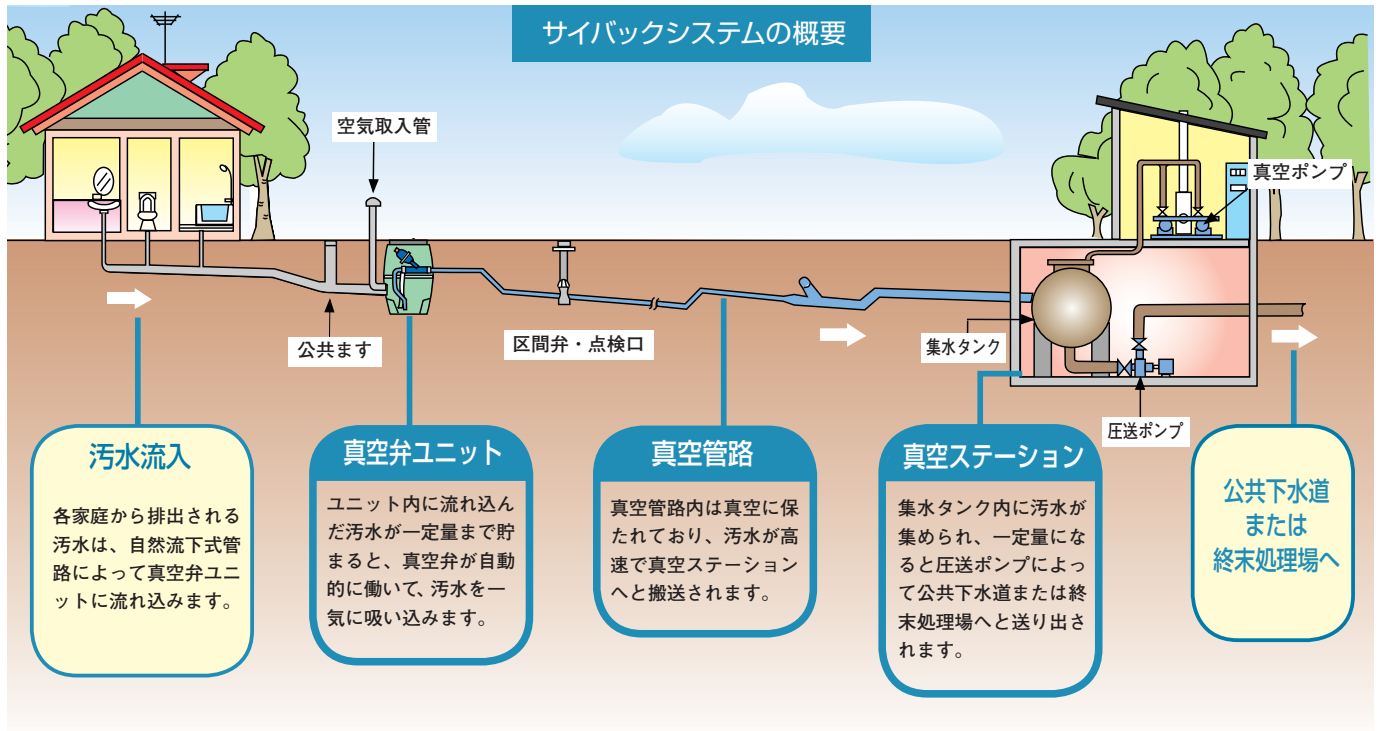 サイバックシステムの概要
空気取入管
真空ポンプ
公共ます
区間弁・点検口
集水タンク
圧送ポンプ
汚水流入
各家庭から排出される
汚水は、自然流下式管
路によって真空弁ユニ
ットに流れ込みます。
真空弁ユニット
ユニット内に流れ込ん
だ汚水が一定量まで貯
まると、真空弁が自動
的に働いて、汚水を一
気に吸い込みます。
真空管路
真空管路内は真空に保
たれており、汚水が高
速で真空ステーション
へと搬送されます。
真空ステーション
集水タンク内に汚水が
集められ、一定量にな
ると圧送ポンプによっ
て公共下水道または終
末処理場へと送り出さ
れます。
公共下水道
または
終末処理場へ